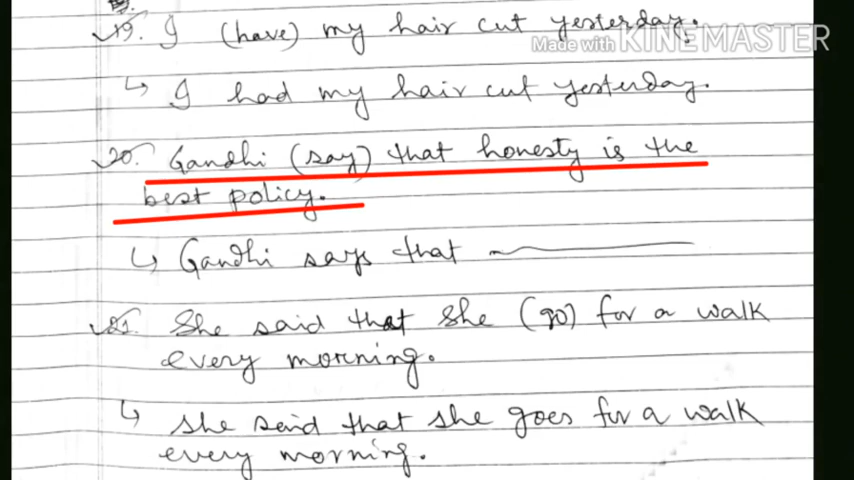 19. I (have) my hair cut yesterday.
Made with KINEMASTER
↳ I had my hair cut yesterday.
20. Gandhi (say) that honesty is the
best policy.
↳ Gandhi says that
21. She said that she (go) for a walk
every morning.
↳ She said that she goes for a walk
every morning.